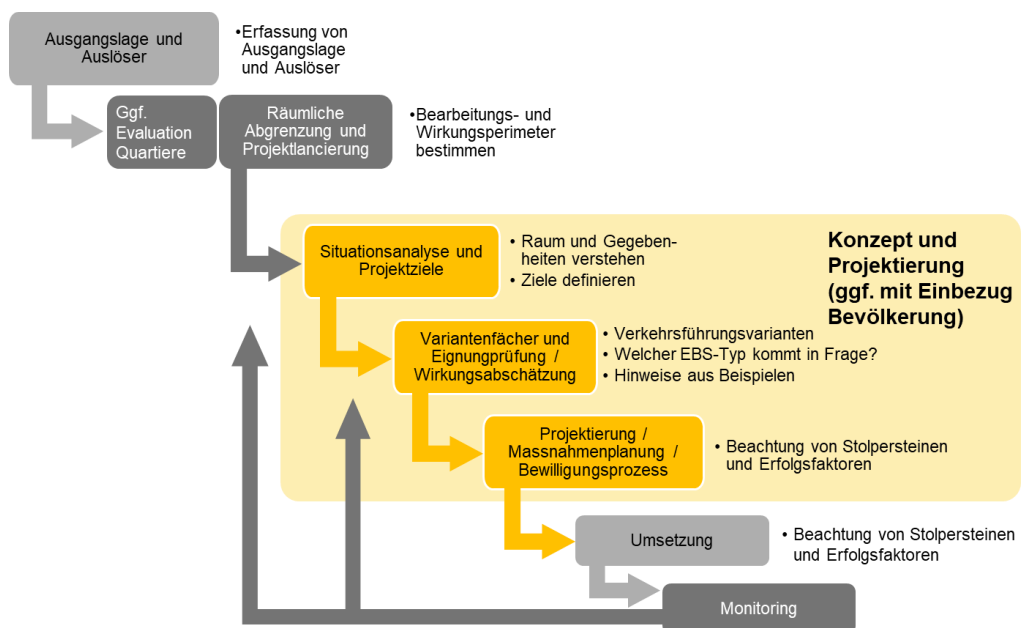 Ausgangslage und
Auslöser
•Erfassung von
Ausgangslage
und Auslöser
Ggf.
Evaluation
Quartiere
Räumliche
Abgrenzung und
Projektlancierung
•Bearbeitungs- und
Wirkungsperimeter
bestimmen
Konzept und
Projektierung
(ggf. mit Einbezug
Bevölkerung)
Situationsanalyse und
Projektziele
• Raum und Gegeben-
heiten verstehen
• Ziele definieren
Variantenfächer und
Eignungprüfung /
Wirkungsabschätzung
• Verkehrsführungsvarianten
• Welcher EBS-Typ kommt in Frage?
• Hinweise aus Beispielen
Projektierung /
Massnahmenplanung /
Bewilligungsprozess
• Beachtung von Stolpersteinen
und Erfolgsfaktoren
Umsetzung
• Beachtung von Stolpersteinen
und Erfolgsfaktoren
Monitoring